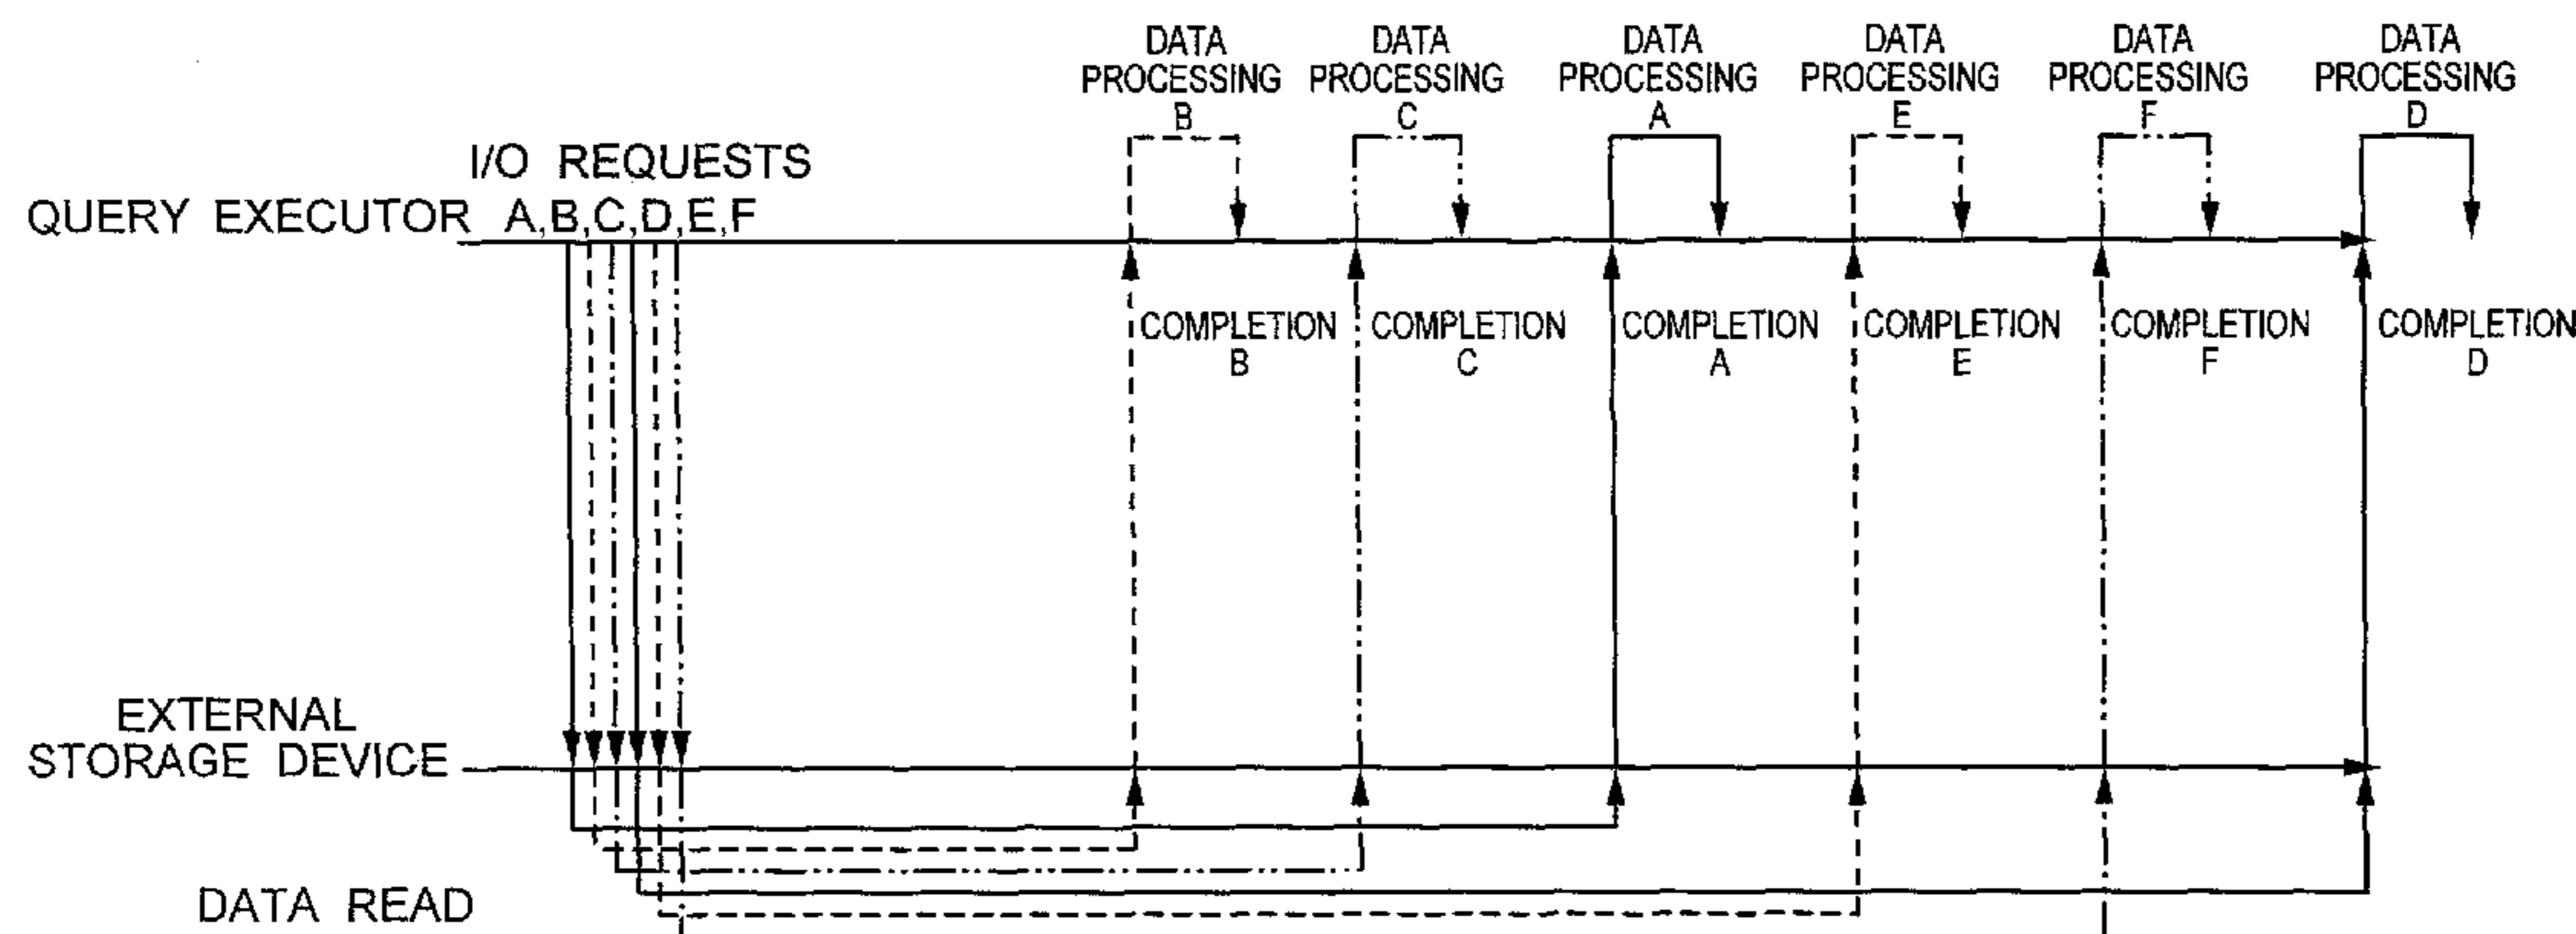 DATA PROCESSING B
DATA PROCESSING C
DATA PROCESSING A
DATA PROCESSING E
DATA PROCESSING F
DATA PROCESSING D
I/O REQUESTS
QUERY EXECUTOR A,B,C,D,E,F
COMPLETION B
COMPLETION C
COMPLETION A
COMPLETION E
COMPLETION F
COMPLETION D
EXTERNAL
STORAGE DEVICE
DATA READ